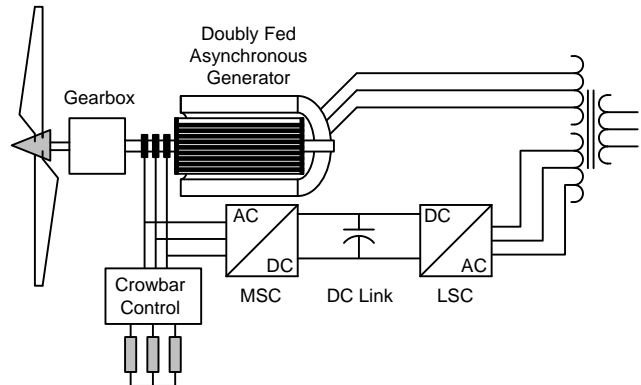 Doubly Fed
Asynchronous
Generator
Gearbox
AC
DC
DC
AC
MSC
DC Link
LSC
Crowbar
Control